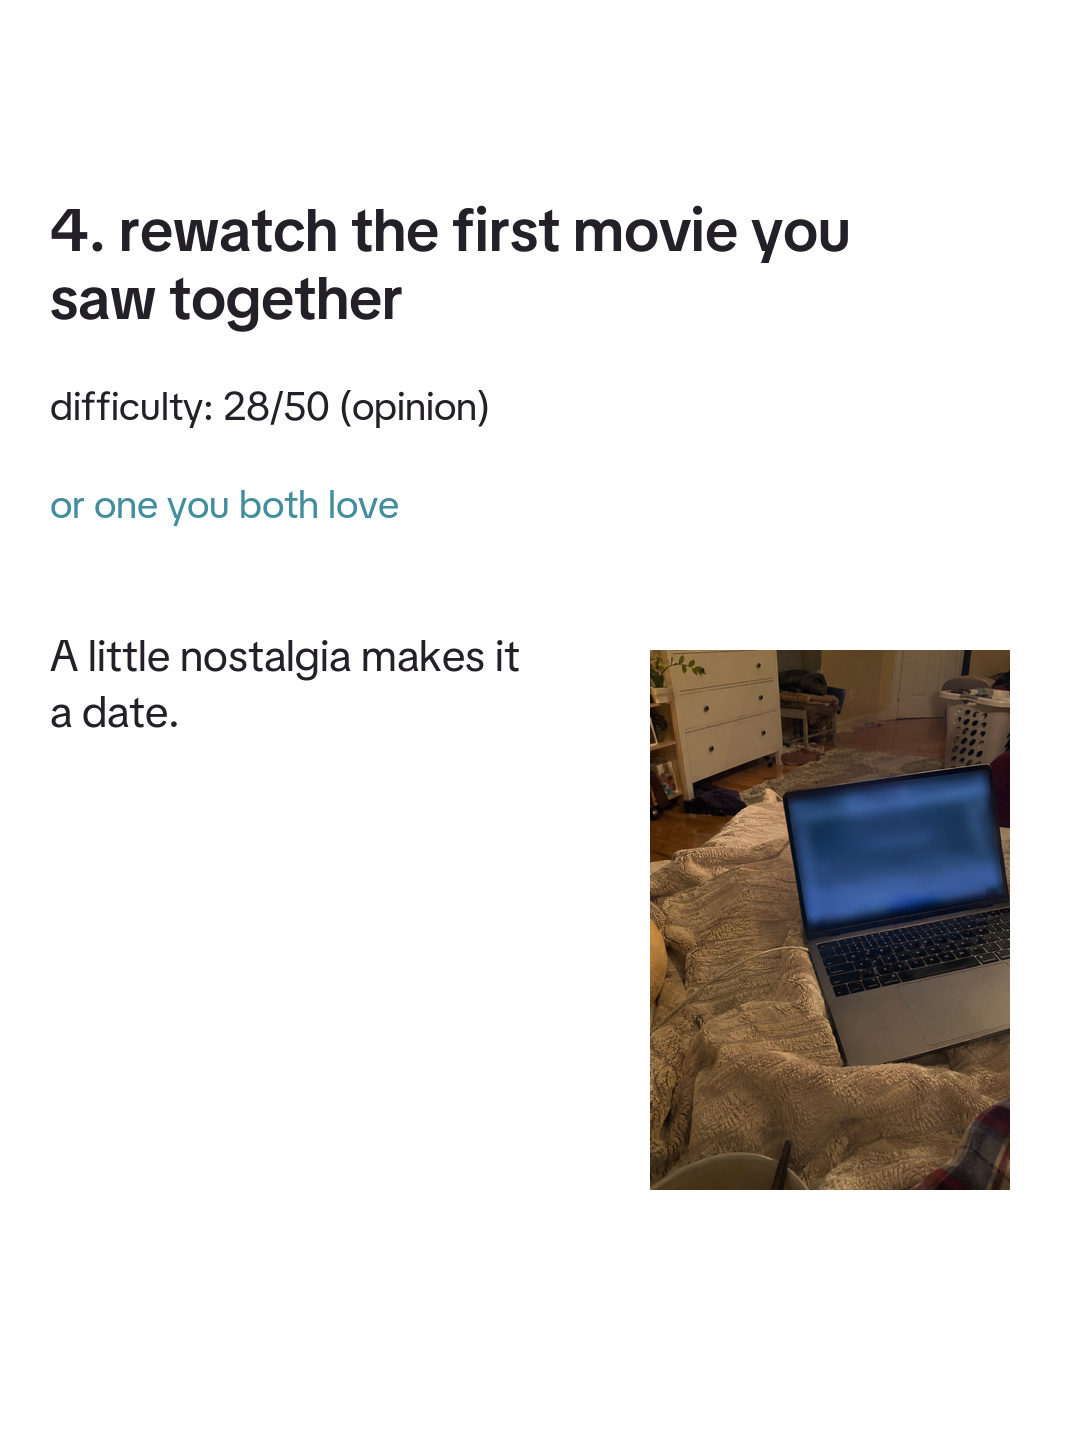 4. rewatch the first movie you
saw together
difficulty: 28/50 (opinion)
or one you both love
A little nostalgia makes it
a date.